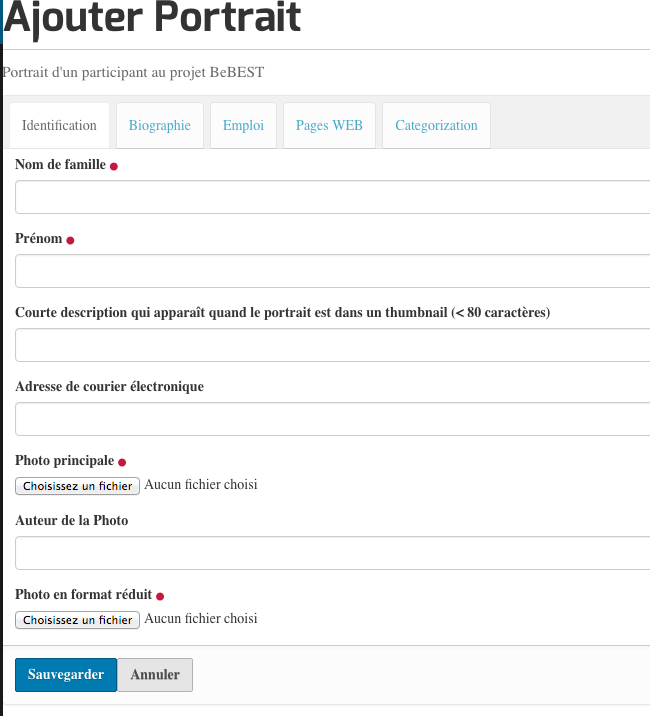 Ajouter Portrait
Portrait d'un participant au projet BeBEST
Identification Biographie Emploi Pages WEB Categorization
Nom de famille
Prénom
Courte description qui apparaît quand le portrait est dans un thumbnail (< 80 caractères)
Adresse de courier électronique
Photo principale
Choisissez un fichier Aucun fichier choisi
Auteur de la Photo
Photo en format réduit
Choisissez un fichier Aucun fichier choisi
Sauvegarder Annuler